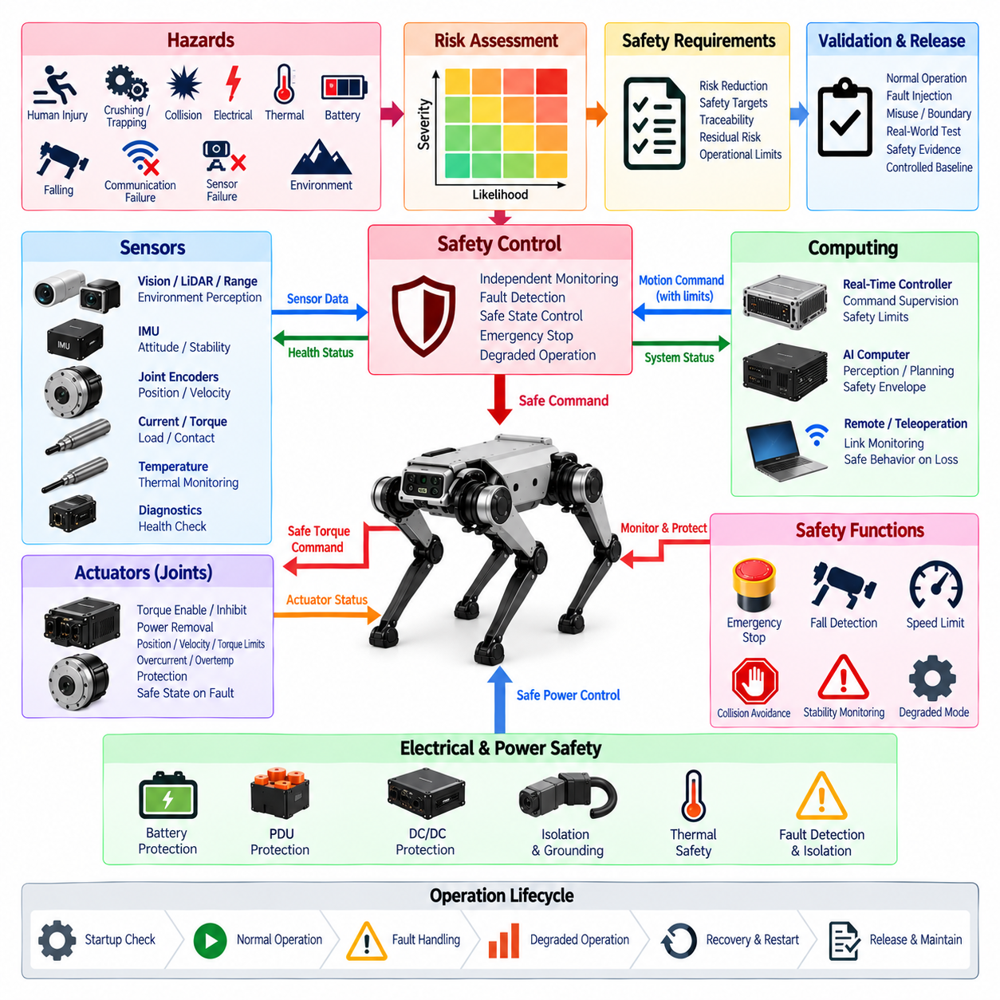 Hazards
Human Injury
Crushing /
Trapping
Collision
Electrical
Thermal
Battery
Falling
Communication
Failure
Sensor
Failure
Environment
Risk Assessment
Severity
Likelihood
Safety Requirements
Risk Reduction
Safety Targets
Traceability
Residual Risk
Operational Limits
Validation & Release
Normal Operation
Fault Injection
Misuse / Boundary
Real-World Test
Safety Evidence
Controlled Baseline
Sensors
Vision / LiDAR / Range
Environment Perception
IMU
IMU
Attitude / Stability
Joint Encoders
Position / Velocity
Current / Torque
Load / Contact
Temperature
Thermal Monitoring
Diagnostics
Health Check
Sensor Data
Health Status
Safety Control
Independent Monitoring
Fault Detection
Safe State Control
Emergency Stop
Degraded Operation
Motion Command
(with limits)
System Status
Computing
Real-Time Controller
Command Supervision
Safety Limits
AI Computer
Perception / Planning
Safety Envelope
Remote / Teleoperation
Link Monitoring
Safe Behavior on Loss
Safe Command
Safe Torque
Command
Actuator Status
Monitor & Protect
Actuators (Joints)
Torque Enable / Inhibit
Power Removal
Position / Velocity / Torque Limits
Overcurrent / Overtemp
Protection
Safe State on Fault
Safety Functions
Emergency
Stop
Fall Detection
Speed Limit
Collision Avoidance
Stability Monitoring
Degraded Mode
Safe Power Control
Electrical & Power Safety
Battery
Protection
PDU
Protection
DC/DC
Protection
Isolation
& Grounding
Thermal
Safety
Fault Detection
& Isolation
Operation Lifecycle
Startup Check
Normal Operation
Fault Handling
Degraded Operation
Recovery & Restart
Release & Maintain